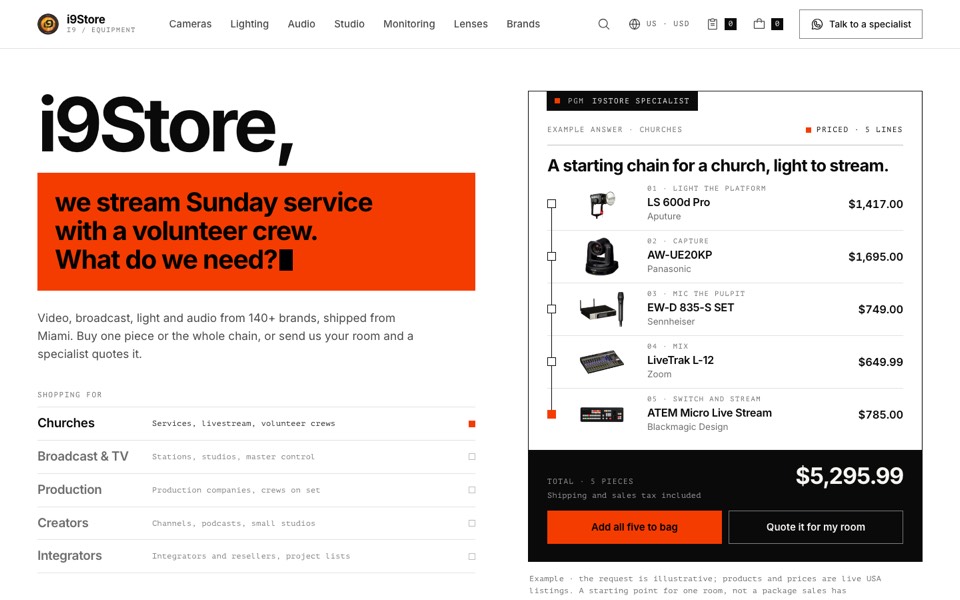 i9Store
I9 / EQUIPMENT
Cameras
Lighting
Audio
Studio
Monitoring
Lenses
Brands
US · USD
0
0
Talk to a specialist
i9Store,
we stream Sunday service
with a volunteer crew.
What do we need?
Video, broadcast, light and audio from 140+ brands, shipped from
Miami. Buy one piece or the whole chain, or send us your room and a
specialist quotes it.
SHOPPING FOR
Churches
Services, livestream, volunteer crews
Broadcast & TV
Stations, studios, master control
Production
Production companies, crews on set
Creators
Channels, podcasts, small studios
Integrators
Integrators and resellers, project lists
PGM I9STORE SPECIALIST
EXAMPLE ANSWER · CHURCHES
PRICED · 5 LINES
A starting chain for a church, light to stream.
01 · LIGHT THE PLATFORM
LS 600d Pro
Aputure
$1,417.00
02 · CAPTURE
AW-UE20KP
Panasonic
$1,695.00
03 · MIC THE PULPIT
EW-D 835-S SET
Sennheiser
$749.00
04 · MIX
LiveTrak L-12
Zoom
$649.99
05 · SWITCH AND STREAM
ATEM Micro Live Stream
Blackmagic Design
$785.00
TOTAL · 5 PIECES
Shipping and sales tax included
$5,295.99
Add all five to bag
Quote it for my room
Example · the request is illustrative; products and prices are live USA
listings. A starting point for one room, not a package sales has